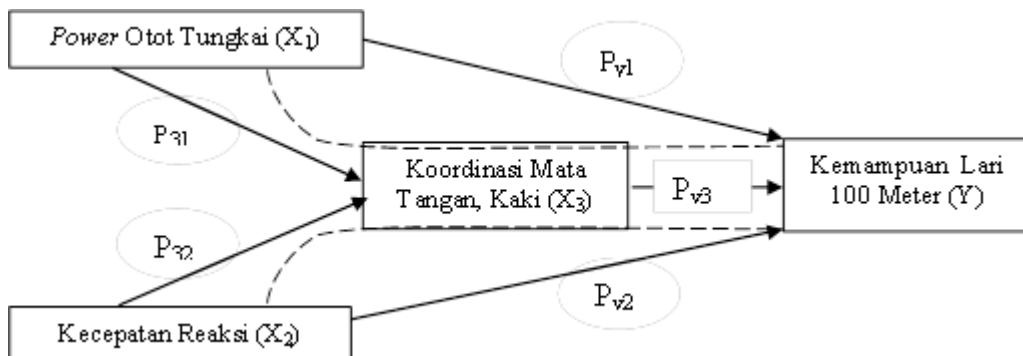 Power Otot Tungkai (X1)
Py1
P31
Koordinasi Mata
Tangan, Kaki (X3)
Py3
Kemampuan Lari
100 Meter (Y)
P32
Py2
Kecepatan Reaksi (X2)